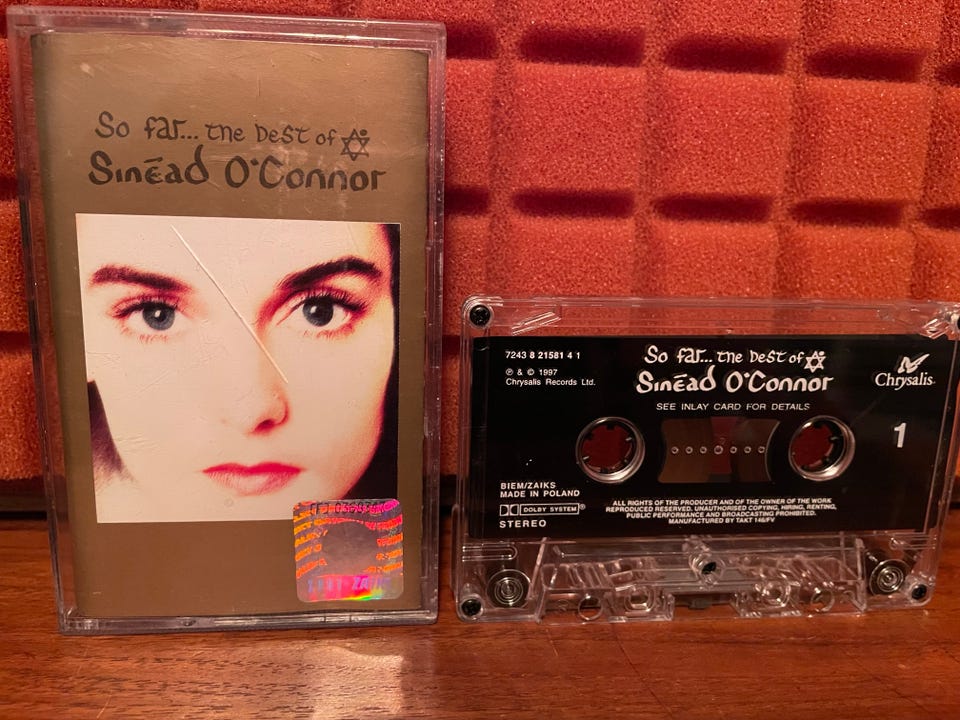 So far... the best of
Sinéad O'Connor
7243 8 21581 4 1
℗ & © 1997
Chrysalis Records Ltd.
So far... the best of
Sinéad O'Connor
SEE INLAY CARD FOR DETAILS
Chrysalis
1
BIEM/ZAIKS
MADE IN POLAND
DOLBY SYSTEM®
STEREO
ALL RIGHTS OF THE PRODUCER AND OF THE OWNER OF THE WORK
REPRODUCED RESERVED. UNAUTHORISED COPYING, HIRING, RENTING,
PUBLIC PERFORMANCE AND BROADCASTING PROHIBITED.
MANUFACTURED BY TAKT 146/FV